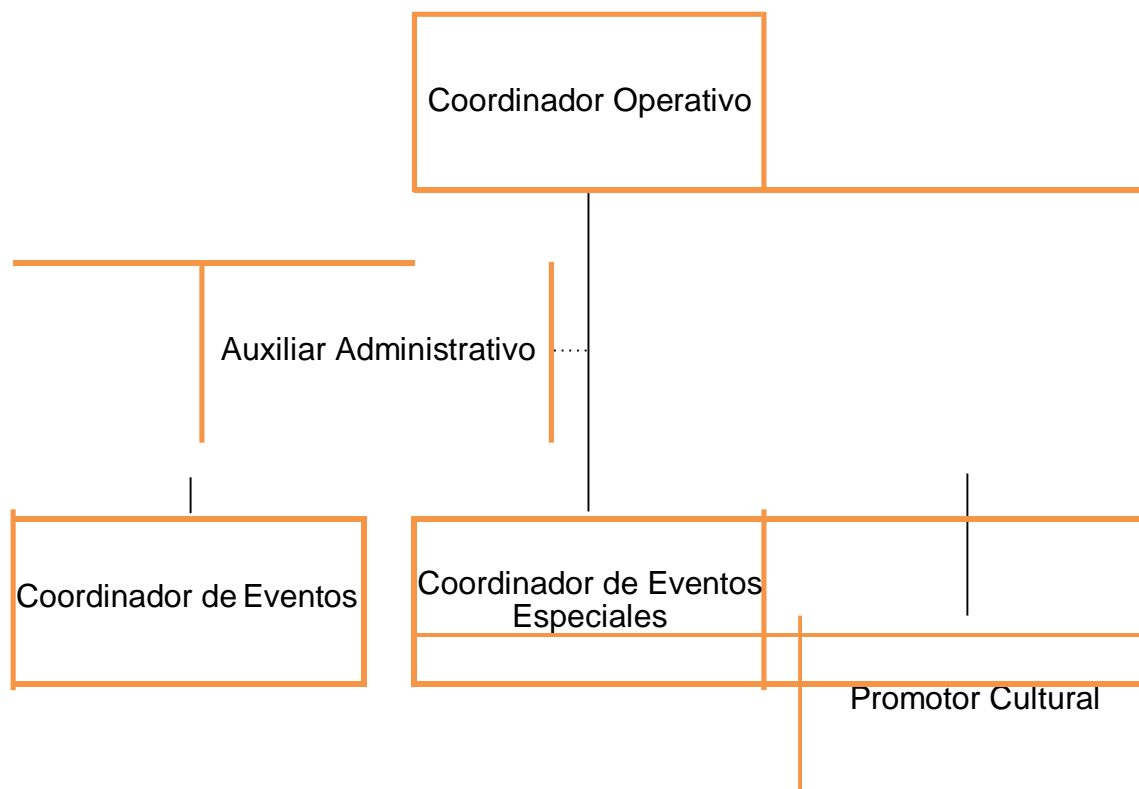 Coordinador Operativo
Auxiliar Administrativo
Coordinador de Eventos
Coordinador de Eventos
Especiales
Promotor Cultural